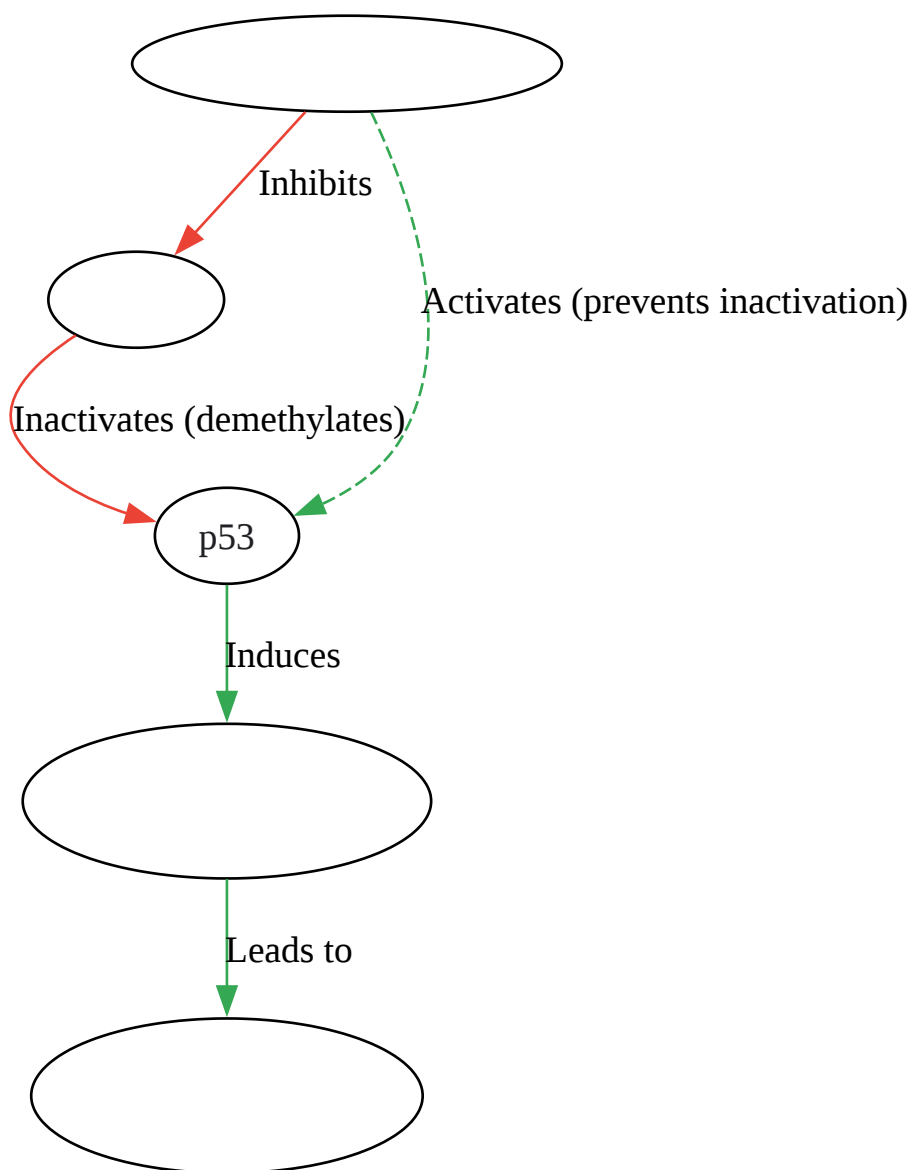 Inhibits
Activates (prevents inactivation)
Inactivates (demethylates)
p53
Induces
Leads to